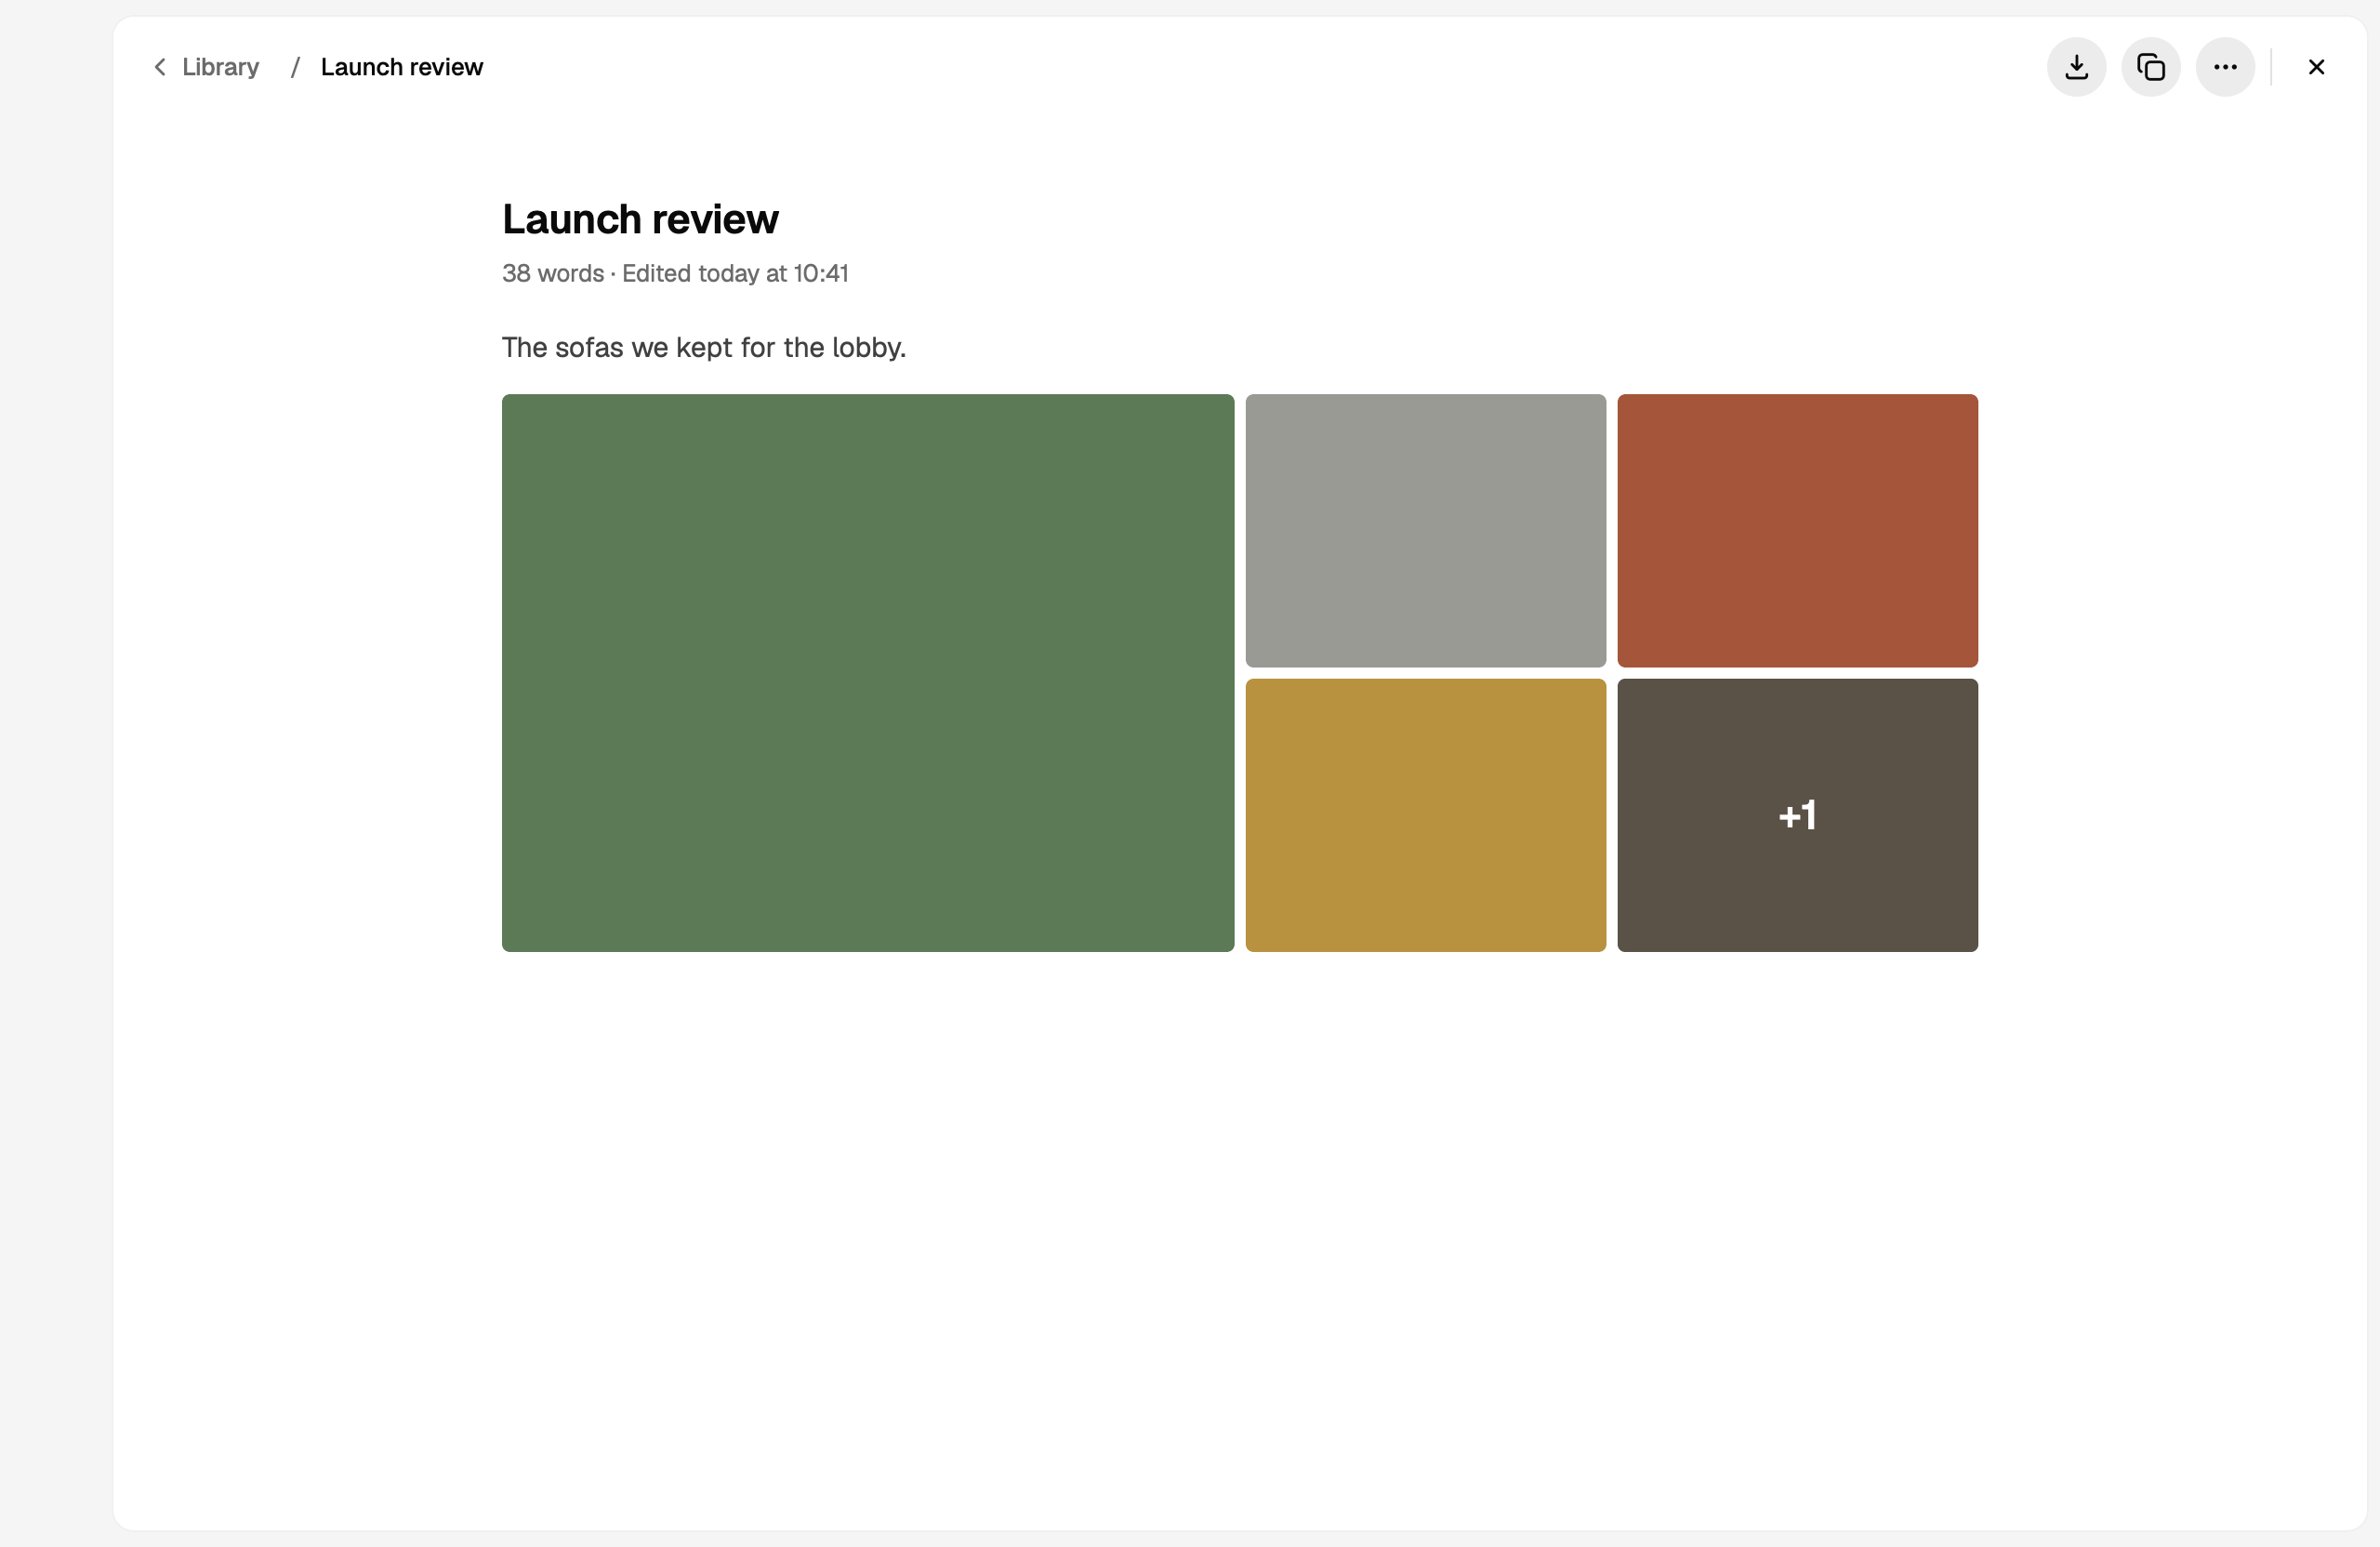 Library / Launch review
Launch review
38 words · Edited today at 10:41
The sofas we kept for the lobby.
+1